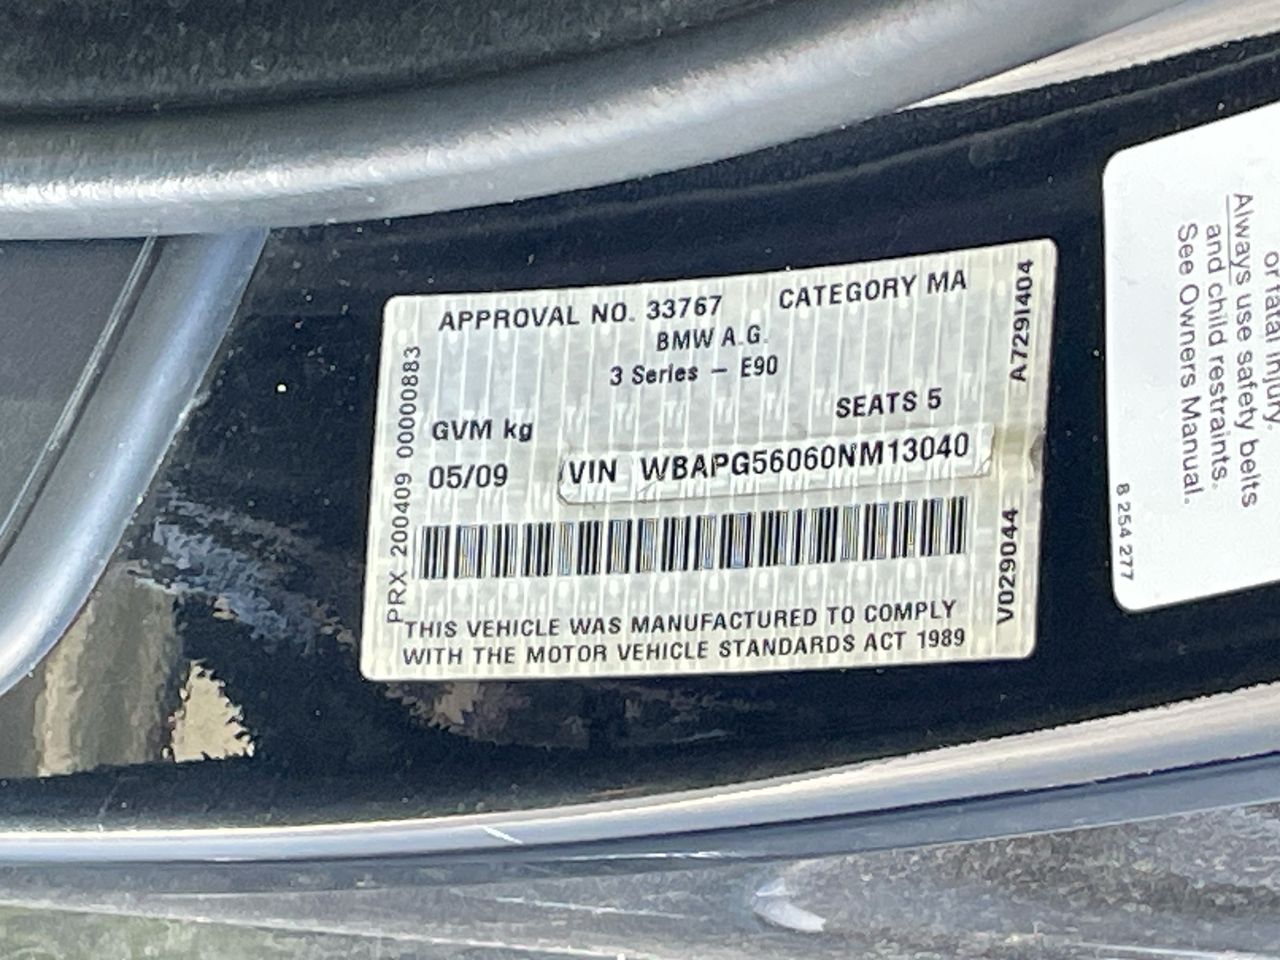 APPROVAL NO. 33767 CATEGORY MA
BMW A.G.
3 Series – E90
SEATS 5
GVM kg
05/09 VIN WBAPG56060NM13040
THIS VEHICLE WAS MANUFACTURED TO COMPLY
WITH THE MOTOR VEHICLE STANDARDS ACT 1989
PRX 200409 00000883
A729I404
V029044
or fatal injury.
Always use safety belts
and child restraints.
See Owners Manual.
8 254 277